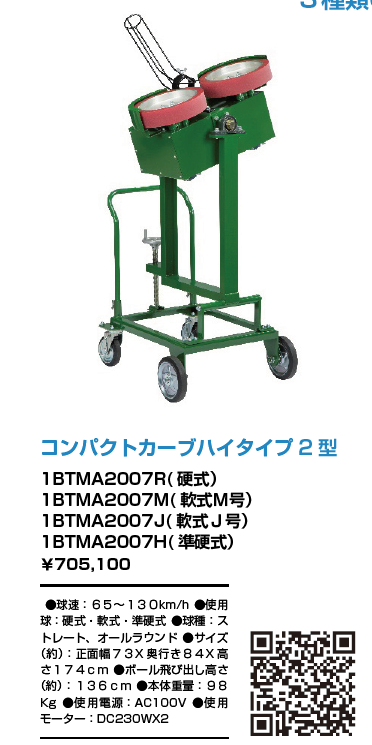 コンパクトカーブハイタイプ２型
1BTMA2007R(硬式)
1BTMA2007M(軟式M号)
1BTMA2007J(軟式Ｊ号)
1BTMA2007H(準硬式)
￥705,100
●球速：６５～１３０km/h ●使用
球：硬式・軟式・準硬式 ●球種：ス
トレート、オールラウンド ●サイズ
（約）：正面幅７３X奥行き８４X高
さ１７４ｃｍ ●ボール飛び出し高さ
（約）：１３６ｃｍ ●本体重量：９８
Kg ●使用電源：AC100V ●使用
モーター：DC230WX2